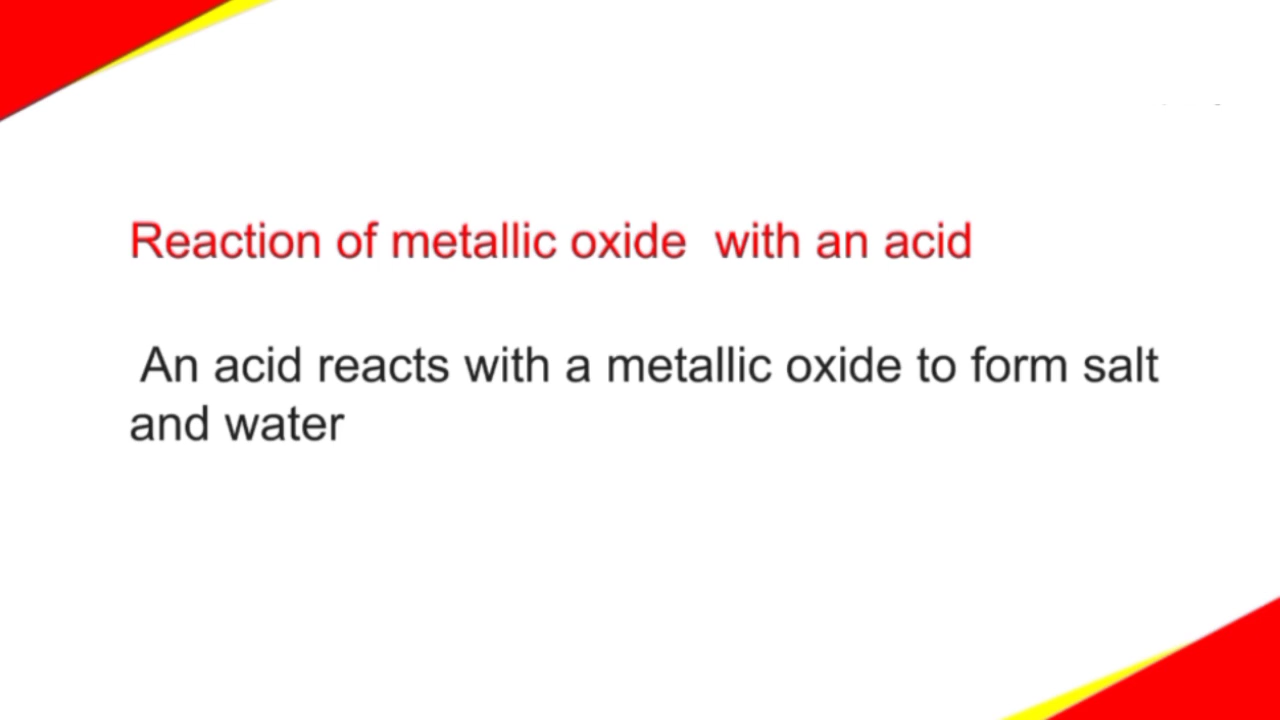 Reaction of metallic oxide  with an acid
An acid reacts with a metallic oxide to form salt
and water